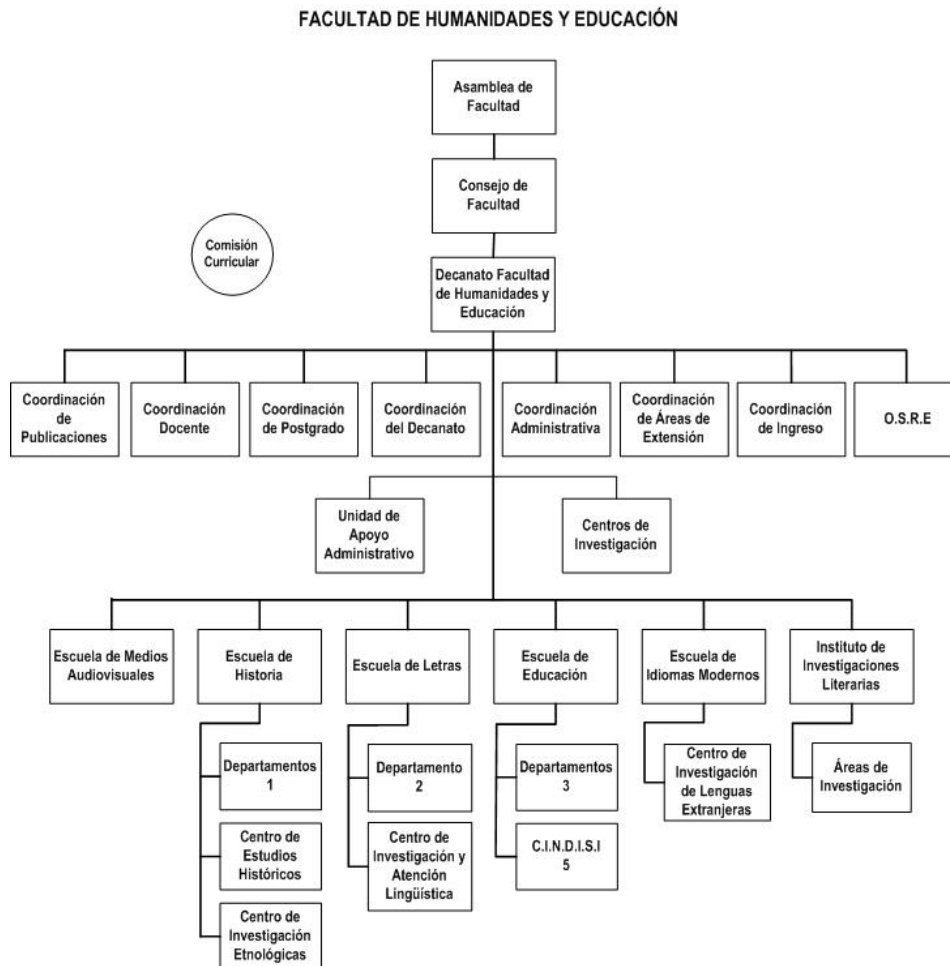 FACULTAD DE HUMANIDADES Y EDUCACIÓN
Asamblea de
Facultad
Consejo de
Facultad
Comisión
Curricular
Decanato Facultad
de Humanidades y
Educación
Coordinación
de
Publicaciones
Coordinación
Docente
Coordinación
de Postgrado
Coordinación
del Decanato
Coordinación
Administrativa
Coordinación
de Áreas de
Extensión
Coordinación
de Ingreso
O.S.R.E
Unidad de
Apoyo
Administrativo
Centros de
Investigación
Escuela de Medios
Audiovisuales
Escuela de
Historia
Escuela de Letras
Escuela de
Educación
Escuela de
Idiomas Modernos
Instituto de
Investigaciones
Literarias
Departamentos
1
Centro de
Estudios
Históricos
Centro de
Investigación
Etnológicas
Departamento
2
Centro de
Investigación y
Atención
Lingüística
Departamentos
3
C.I.N.D.I.S.I
5
Centro de
Investigación
de Lenguas
Extranjeras
Áreas de
Investigación